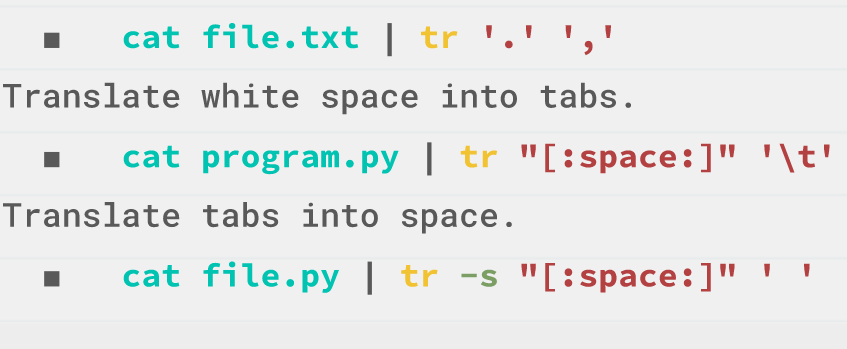 ▪ cat file.txt | tr '.' ','
Translate white space into tabs.
▪ cat program.py | tr "[:space:]" '\t'
Translate tabs into space.
▪ cat file.py | tr -s "[:space:]" ' '